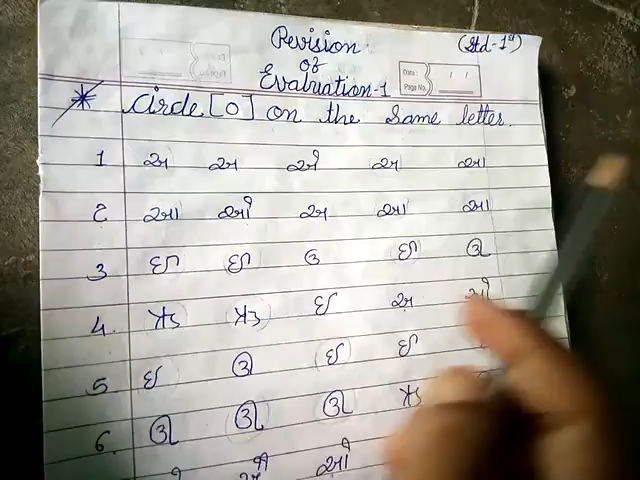 Revision (Std-1st)
of
Evaluation-1
Date :
Page No.
* Circle [O] on the same letter.
1 અ અ ઓ અ આ
2 આ ઓ અ આ આ
3 ઈ ઈ ઉ ઈ ઊ
4. ઋ ઋ ઇ અ
5 ઇ ઉ ઇ ઈ
6. ઊ ઊ ઊ ઋ